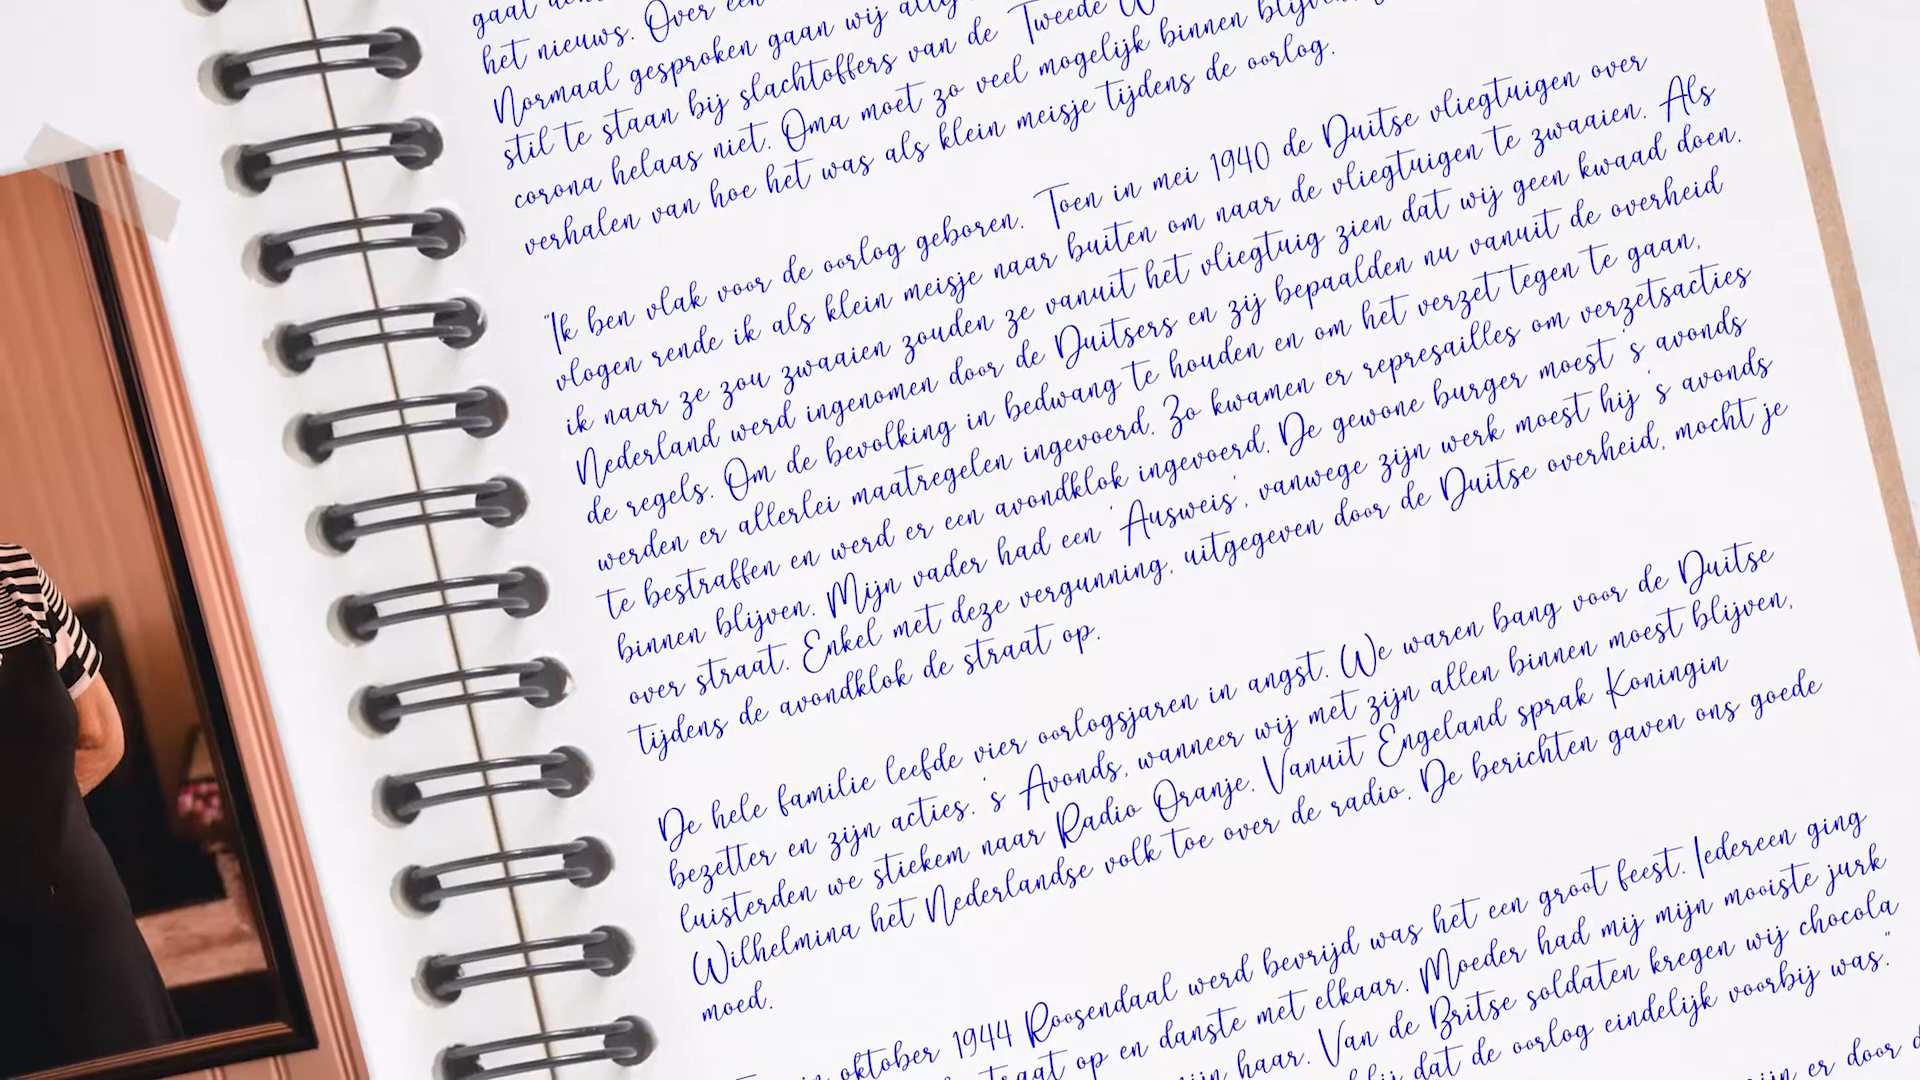 gaat
het nieuws. Over een
Normaal gesproken gaan wij
stil te staan bij slachtoffers van de Tweede
corona helaas niet. Oma moet zo veel mogelijk binnen
verhalen van hoe het was als klein meisje tijdens de oorlog.
"Ik ben vlak voor de oorlog geboren. Toen in mei 1940 de Duitse vliegtuigen over
vlogen rende ik als klein meisje naar buiten om naar de vliegtuigen te zwaaien. Als
ik naar ze zou zwaaien zouden ze vanuit het vliegtuig zien dat wij geen kwaad doen.
Nederland werd ingenomen door de Duitsers en zij bepaalden nu vanuit de overheid
de regels. Om de bevolking in bedwang te houden en om het verzet tegen te gaan,
werden er allerlei maatregelen ingevoerd. Zo kwamen er represailles om verzetsacties
te bestraffen en werd er een avondklok ingevoerd. De gewone burger moest 's avonds
binnen blijven. Mijn vader had een 'Ausweis', vanwege zijn werk moest hij 's avonds
over straat. Enkel met deze vergunning, uitgegeven door de Duitse overheid, mocht je
tijdens de avondklok de straat op.
De hele familie leefde vier oorlogsjaren in angst. We waren bang voor de Duitse
bezetter en zijn acties. 's Avonds, wanneer wij met zijn allen binnen moest blijven,
luisterden we stiekem naar Radio Oranje. Vanuit Engeland sprak Koningin
Wilhelmina het Nederlandse volk toe over de radio. De berichten gaven ons goede
moed.
in oktober 1944 Roosendaal werd bevrijd was het een groot feest. Iedereen ging
straat op en danste met elkaar. Moeder had mij mijn mooiste jurk
mijn haar. Van de Britse soldaten kregen wij chocola
blij dat de oorlog eindelijk voorbij was."
er door